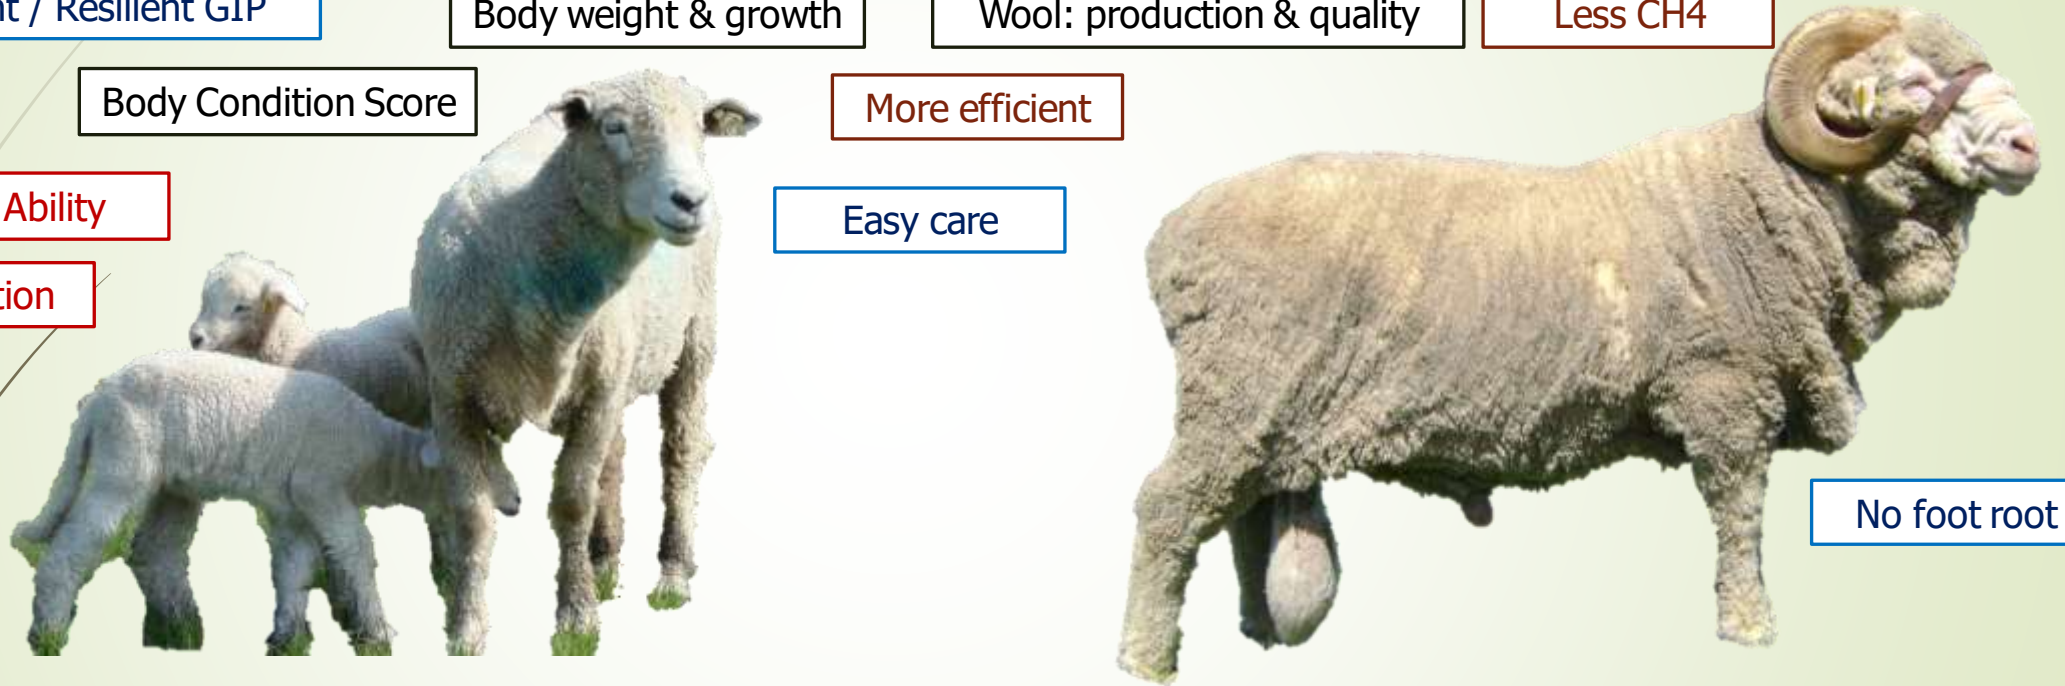 / Resilient GIP
Body weight & growth
Wool: production & quality
Less CH4
Body Condition Score
More efficient
Ability
Easy care
No foot root